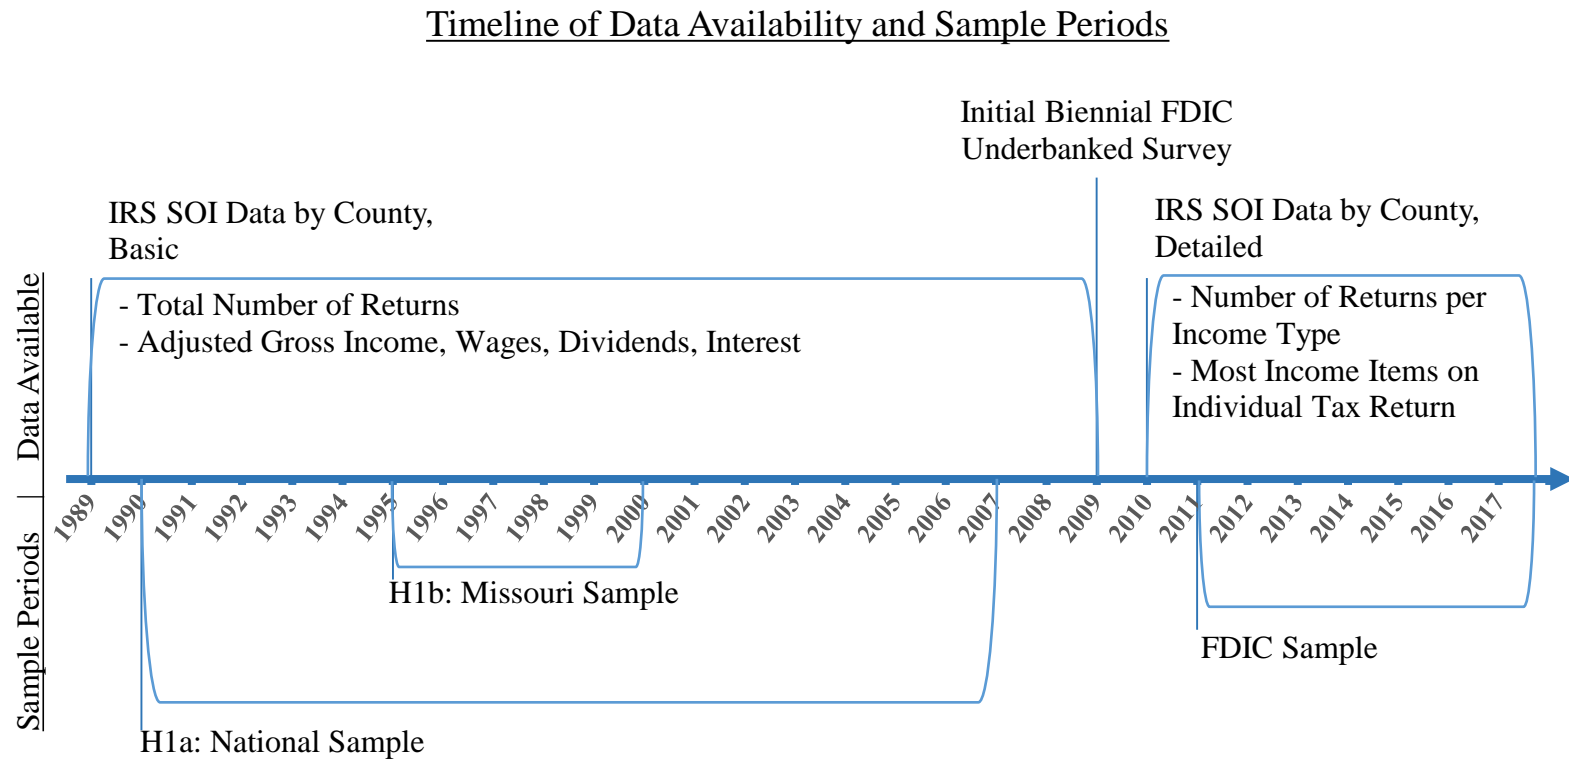 Timeline of Data Availability and Sample Periods
Initial Biennial FDIC
Underbanked Survey
IRS SOI Data by County,
Basic
IRS SOI Data by County,
Detailed
- Total Number of Returns
- Adjusted Gross Income, Wages, Dividends, Interest
- Number of Returns per
Income Type
- Most Income Items on
Individual Tax Return
Sample Periods | Data Available
1989 1990 1991 1992 1993 1994 1995 1996 1997 1998 1999 2000 2001 2002 2003 2004 2005 2006 2007 2008 2009 2010 2011 2012 2013 2014 2015 2016 2017
H1b: Missouri Sample
FDIC Sample
H1a: National Sample